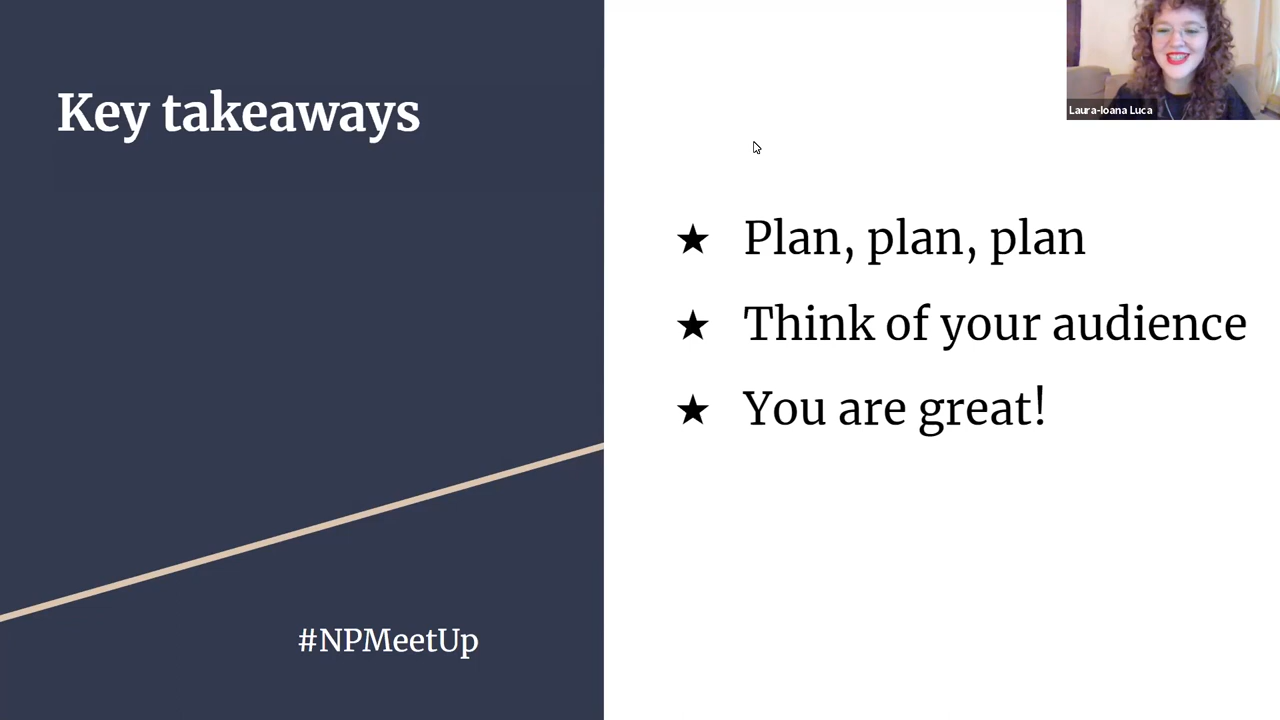 Key takeaways
Laura-Ioana Luca
★ Plan, plan, plan
★ Think of your audience
★ You are great!
#NPMeetUp